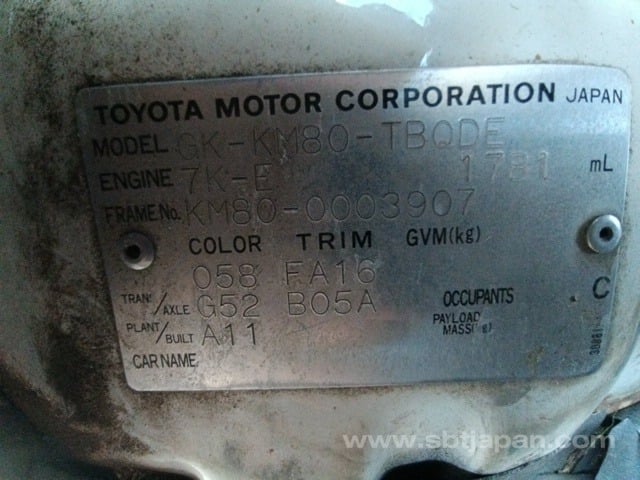 TOYOTA MOTOR CORPORATION JAPAN
MODEL GK-KM80-TBQDE
ENGINE 7K-E 1781 mL
FRAME No. KM80-0003907
COLOR TRIM GVM(kg)
058 FA16
TRAN./AXLE G52 B05A OCCUPANTS C
PLANT/BUILT A11 PAYLOAD MASS(kg)
CAR NAME
www.sbtjapan.com